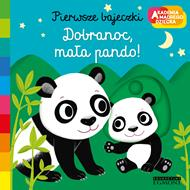 Pierwsze bajeczki
AKADEMIA
MĄDREGO
DZIECKA
Dobranoc,
mała pando!
EGMONT